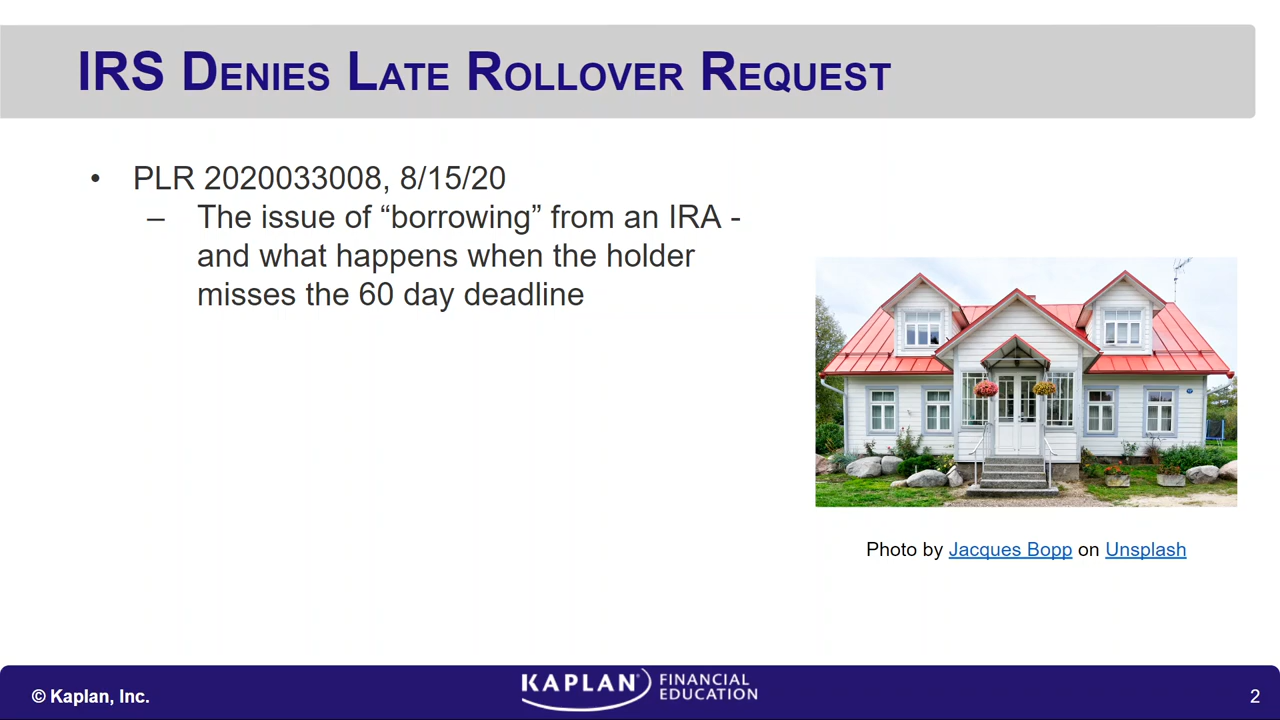 IRS DENIES LATE ROLLOVER REQUEST
• PLR 2020033008, 8/15/20
– The issue of “borrowing” from an IRA -
and what happens when the holder
misses the 60 day deadline
Photo by Jacques Bopp on Unsplash
© Kaplan, Inc.
KAPLAN® FINANCIAL
EDUCATION
2